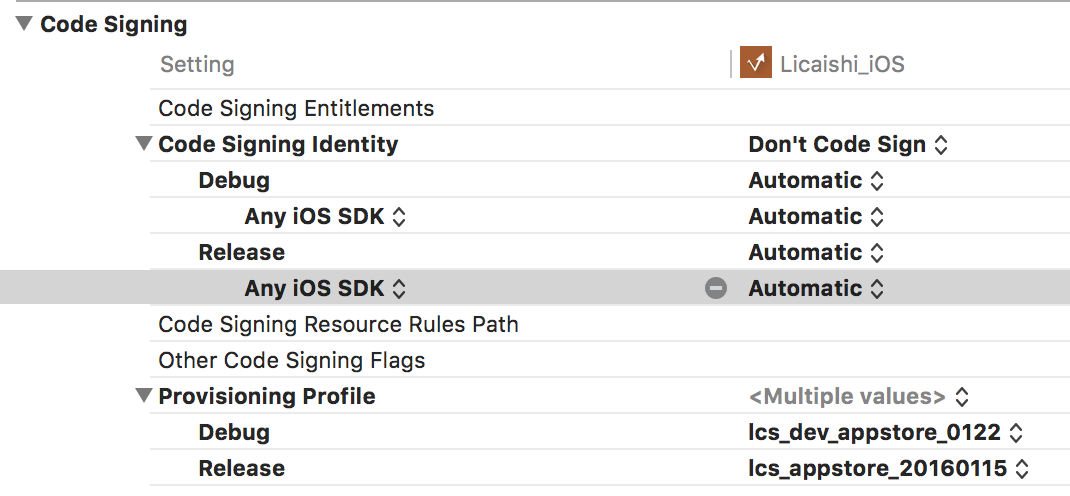 Code Signing
Setting Licaishi_iOS
Code Signing Entitlements
Code Signing Identity Don't Code Sign
Debug Automatic
Any iOS SDK Automatic
Release Automatic
Any iOS SDK Automatic
Code Signing Resource Rules Path
Other Code Signing Flags
Provisioning Profile <Multiple values>
Debug lcs_dev_appstore_0122
Release lcs_appstore_20160115